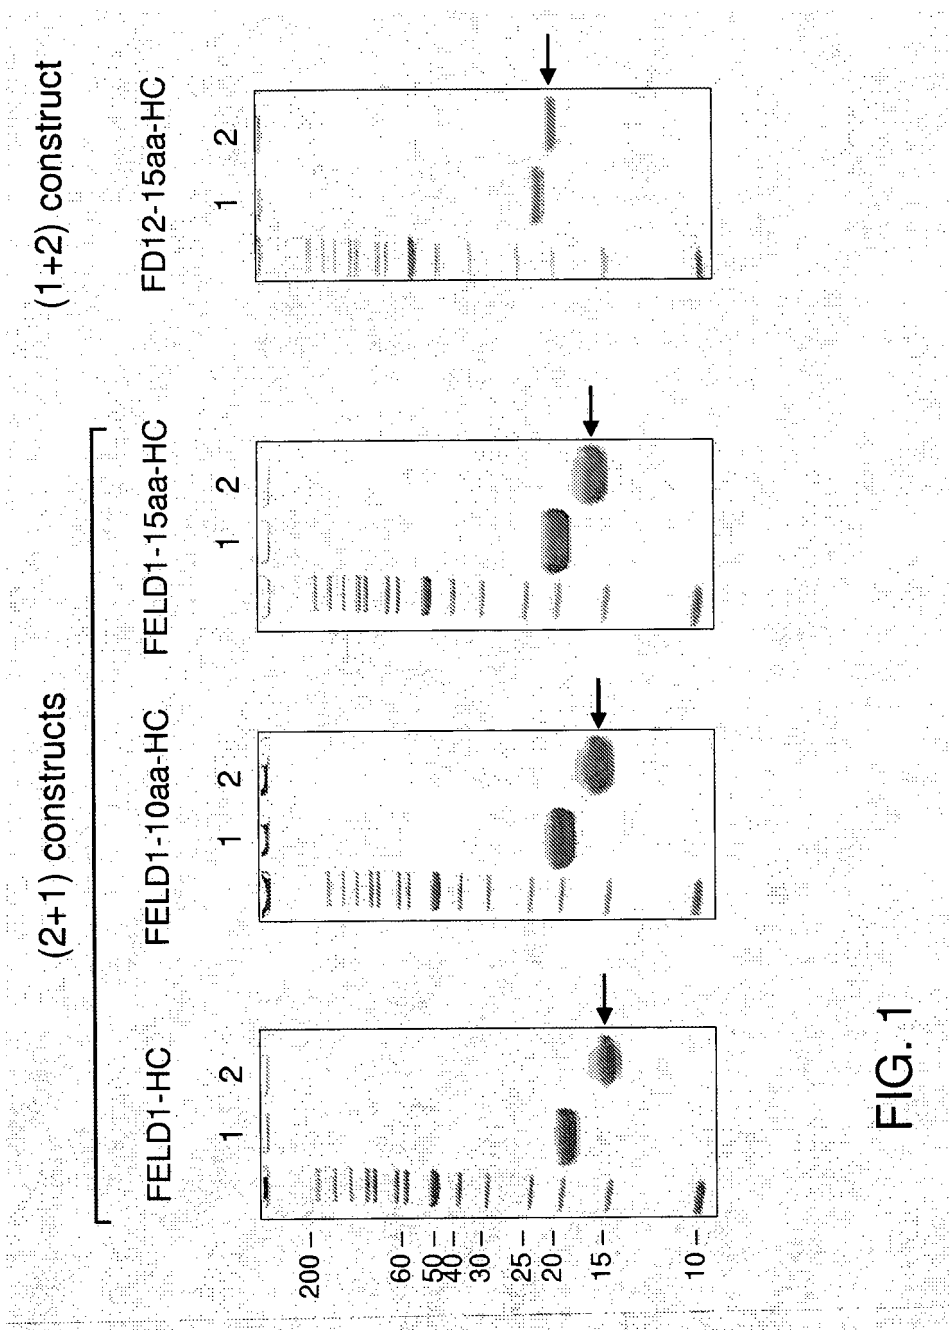 (2+1) constructs
(1+2) construct
FELD1-HC
FELD1-10aa-HC
FELD1-15aa-HC
FD12-15aa-HC
1 2
1 2
1 2
1 2
200
60
50
40
30
25
20
15
10
FIG. 1